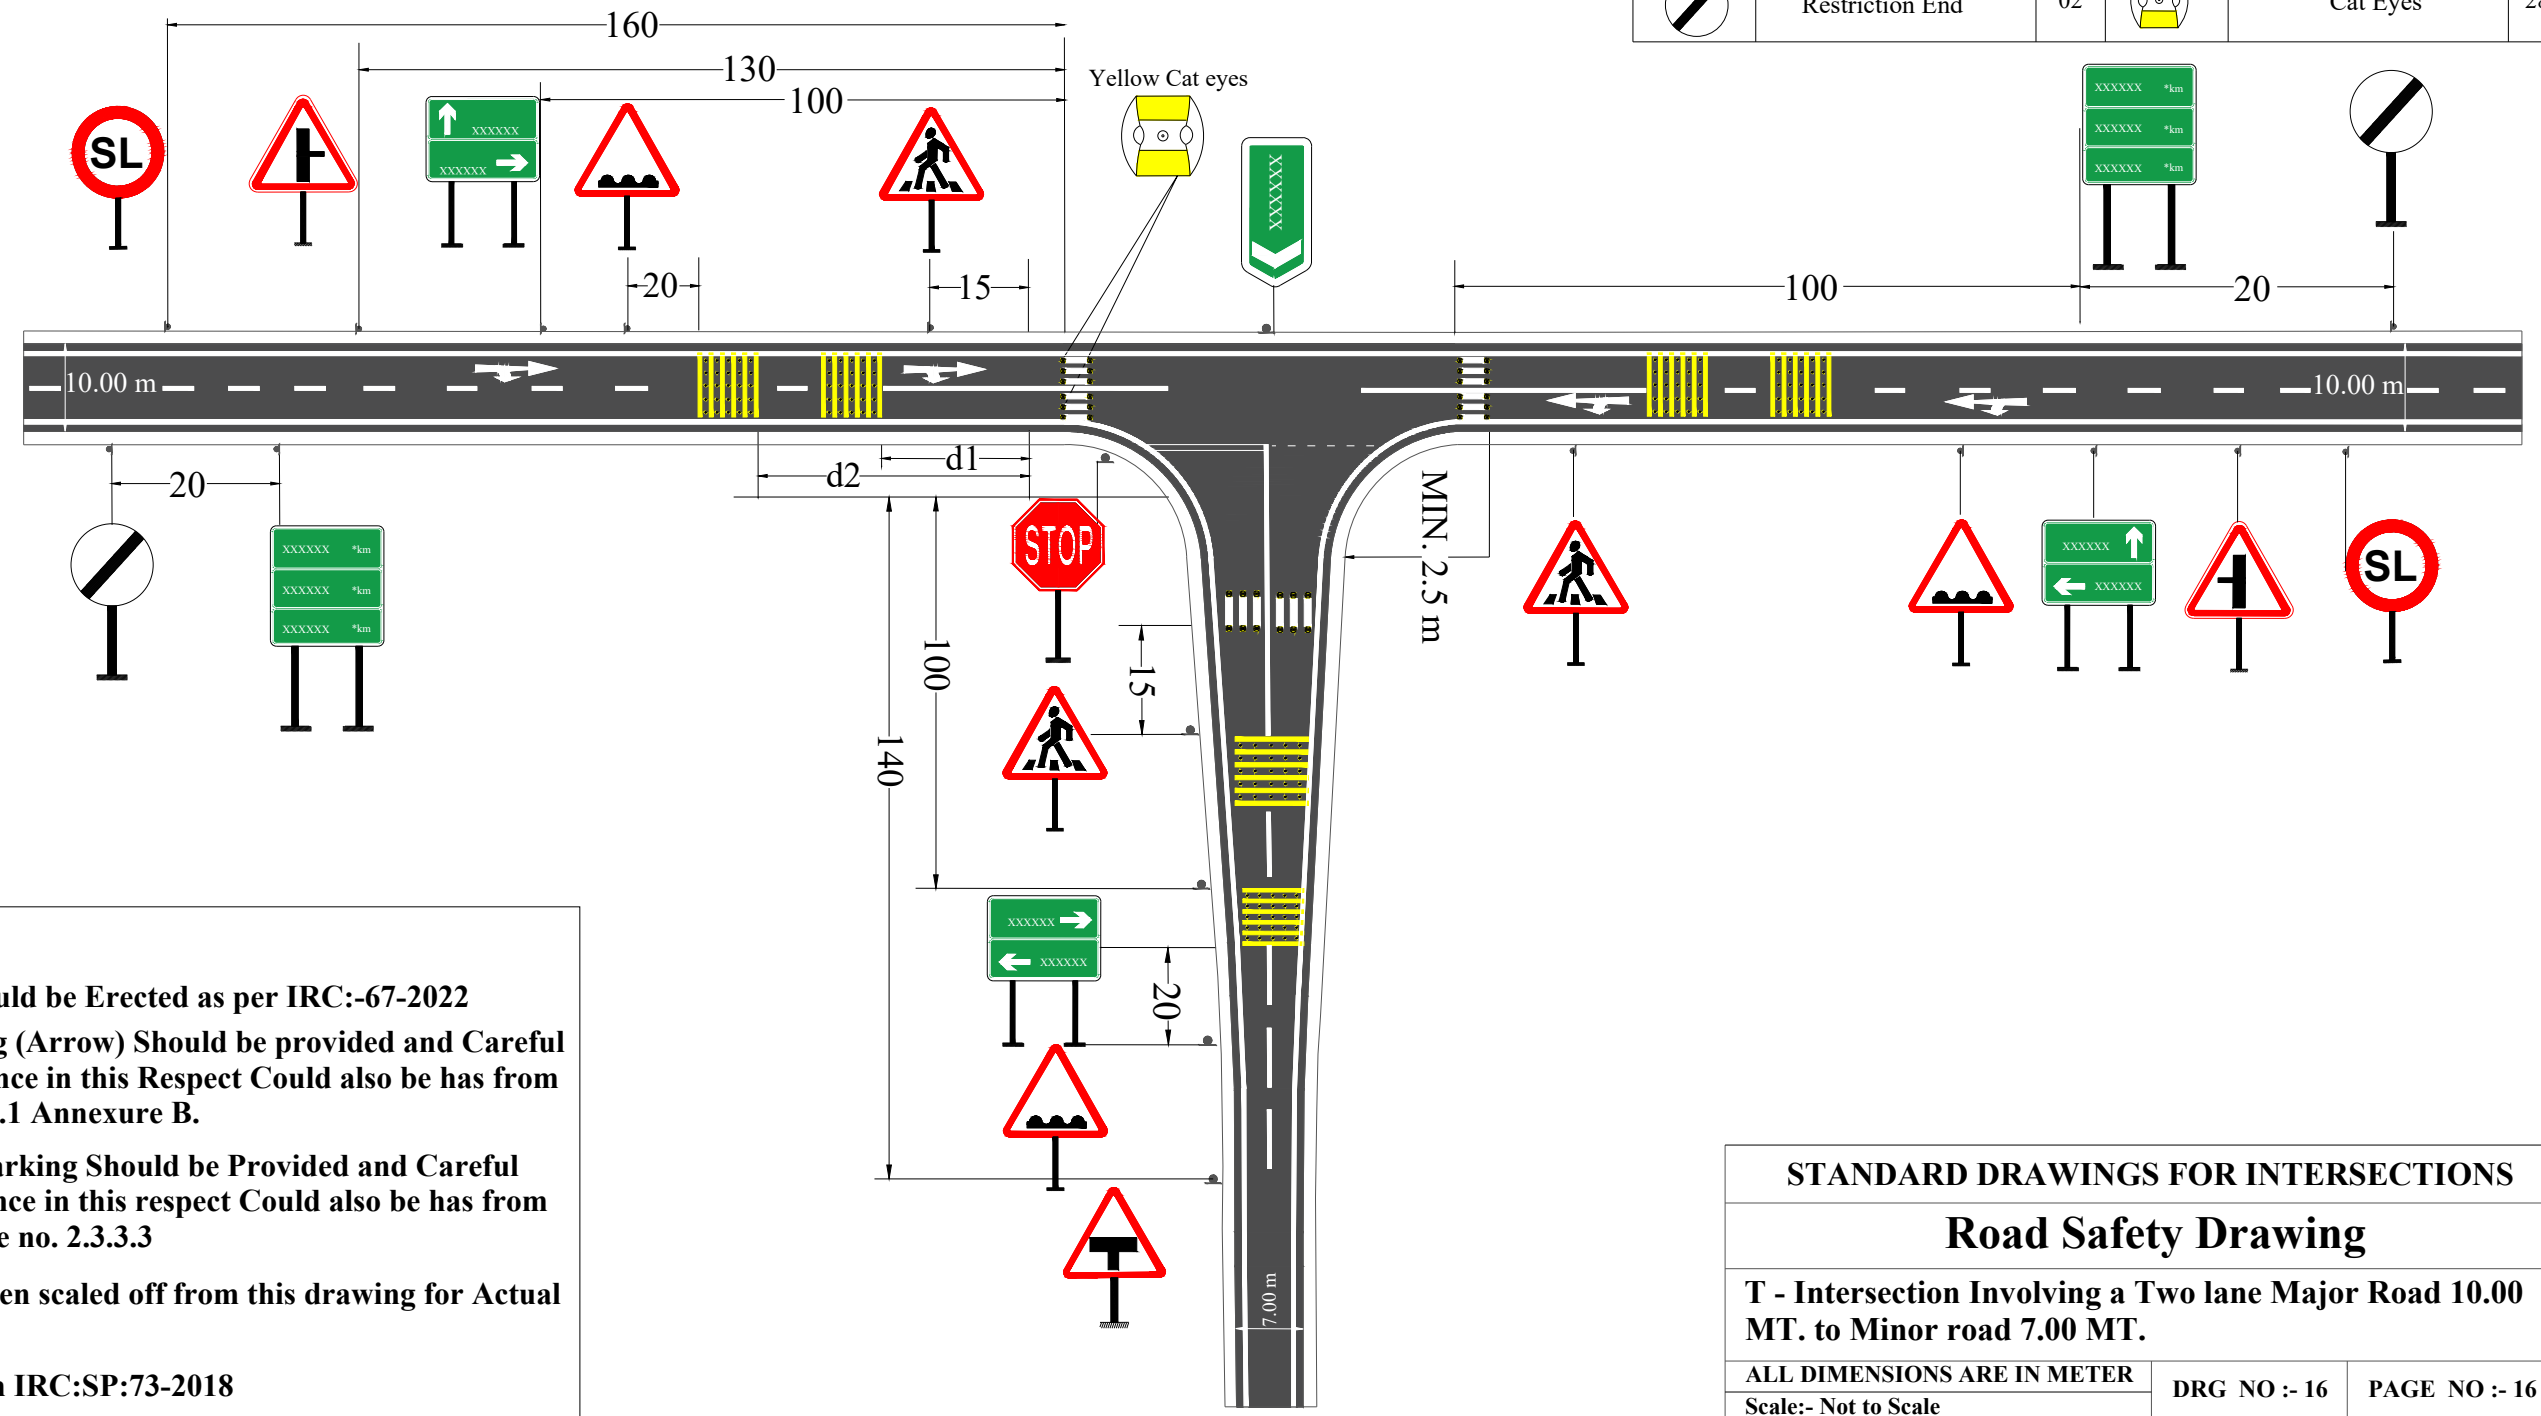 Restriction End 02 Cat Eyes
160
130
100
Yellow Cat eyes
SL
XXXXXX
XXXXXX
XXXXXX
XXXXXX *km
XXXXXX *km
XXXXXX *km
20
15
100
20
10.00 m
10.00 m
d1
d2
20
XXXXXX *km
XXXXXX *km
XXXXXX *km
STOP
MIN. 2.5 m
XXXXXX
XXXXXX
SL
100
15
140
XXXXXX
XXXXXX
20
7.00 m
uld be Erected as per IRC:-67-2022
g (Arrow) Should be provided and Careful
nce in this Respect Could also be has from
.1 Annexure B.
arking Should be Provided and Careful
nce in this respect Could also be has from
e no. 2.3.3.3
en scaled off from this drawing for Actual
n IRC:SP:73-2018
STANDARD DRAWINGS FOR INTERSECTIONS
Road Safety Drawing
T - Intersection Involving a Two lane Major Road 10.00
MT. to Minor road 7.00 MT.
ALL DIMENSIONS ARE IN METER
Scale:- Not to Scale
DRG NO :- 16
PAGE NO :- 16